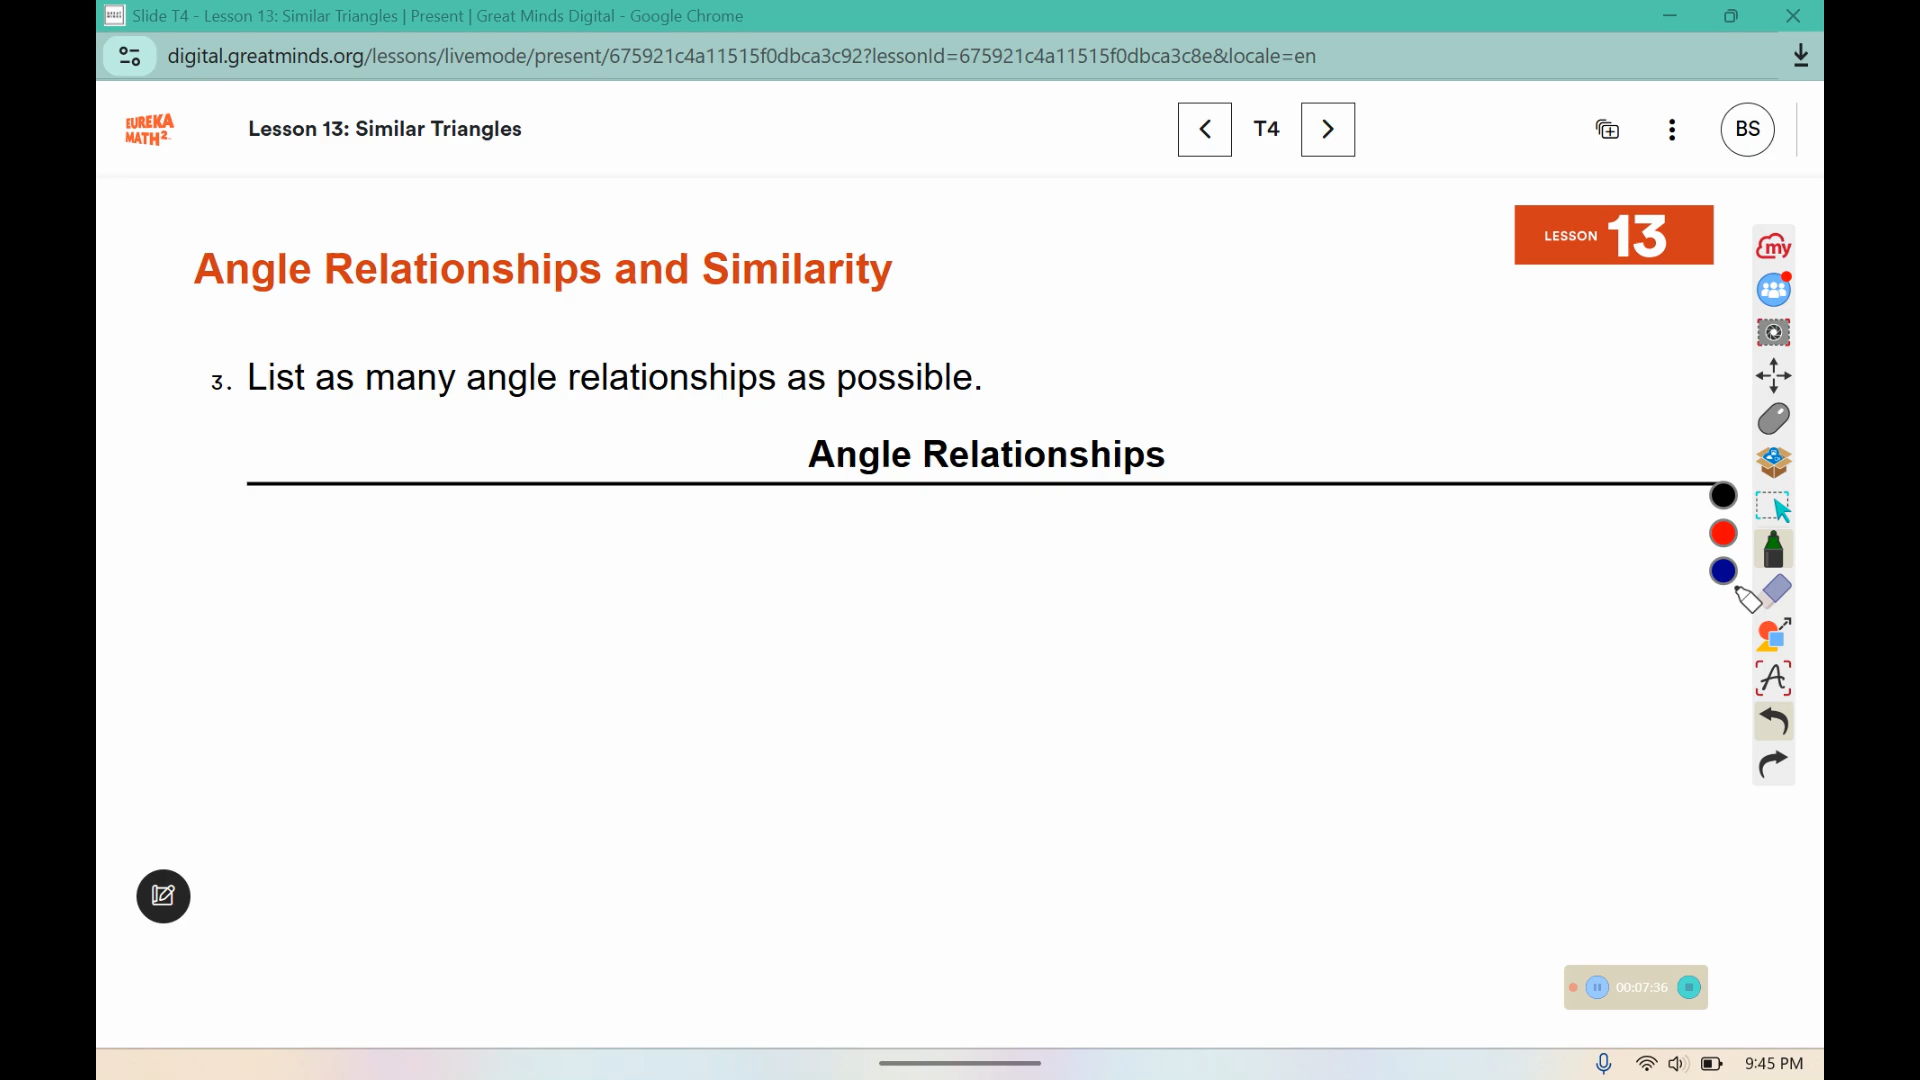 Slide T4 - Lesson 13: Similar Triangles | Present | Great Minds Digital - Google Chrome
digital.greatminds.org/lessons/livemode/present/675921c4a11515f0dbca3c92?lessonId=675921c4a11515f0dbca3c8e&locale=en
EUREKA MATH²
Lesson 13: Similar Triangles
T4
BS
LESSON 13
Angle Relationships and Similarity
3. List as many angle relationships as possible.
Angle Relationships
my
A
00:07:36
9:45 PM